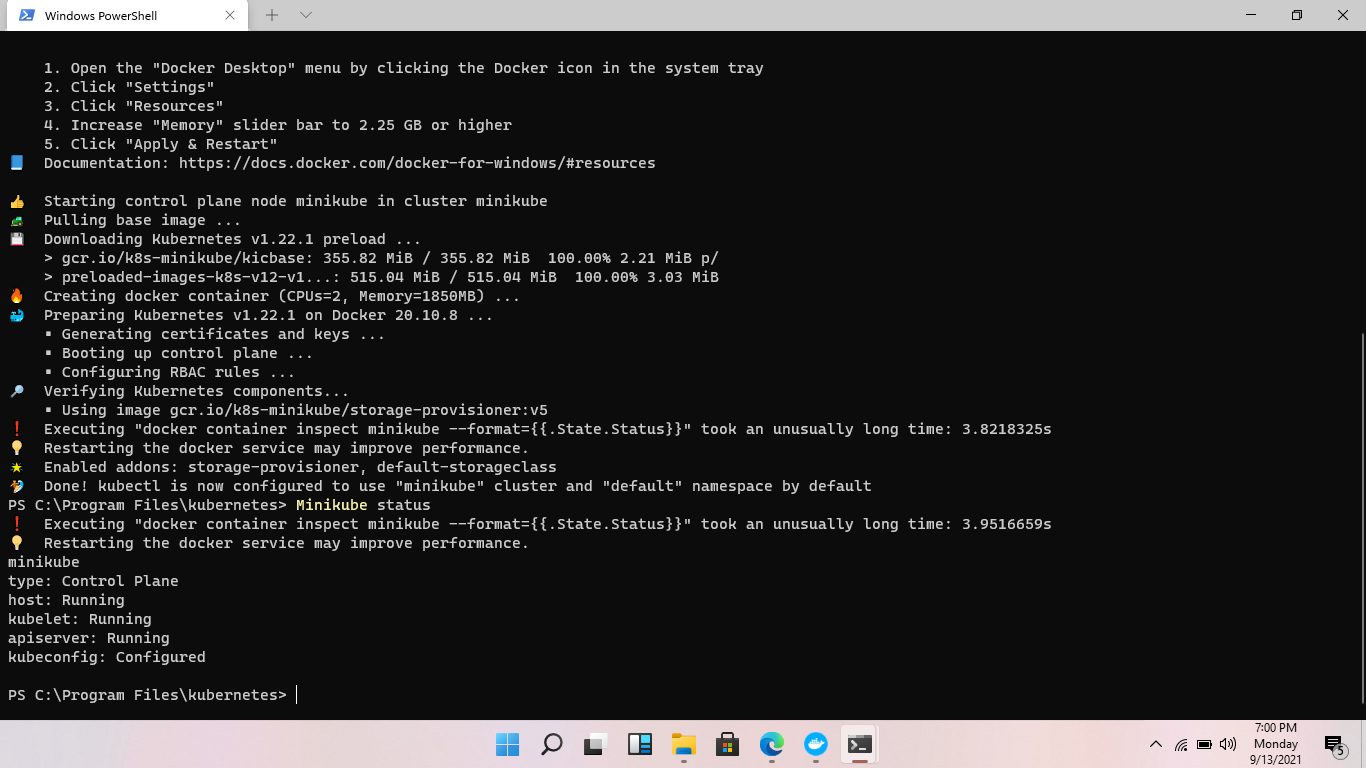 Windows PowerShell
1. Open the "Docker Desktop" menu by clicking the Docker icon in the system tray
2. Click "Settings"
3. Click "Resources"
4. Increase "Memory" slider bar to 2.25 GB or higher
5. Click "Apply & Restart"
Documentation: https://docs.docker.com/docker-for-windows/#resources
Starting control plane node minikube in cluster minikube
Pulling base image ...
Downloading Kubernetes v1.22.1 preload ...
> gcr.io/k8s-minikube/kicbase: 355.82 MiB / 355.82 MiB  100.00% 2.21 MiB p/
> preloaded-images-k8s-v12-v1...: 515.04 MiB / 515.04 MiB  100.00% 3.03 MiB
Creating docker container (CPUs=2, Memory=1850MB) ...
Preparing Kubernetes v1.22.1 on Docker 20.10.8 ...
▪ Generating certificates and keys ...
▪ Booting up control plane ...
▪ Configuring RBAC rules ...
Verifying Kubernetes components...
▪ Using image gcr.io/k8s-minikube/storage-provisioner:v5
Executing "docker container inspect minikube --format={{.State.Status}}" took an unusually long time: 3.8218325s
Restarting the docker service may improve performance.
Enabled addons: storage-provisioner, default-storageclass
Done! kubectl is now configured to use "minikube" cluster and "default" namespace by default
PS C:\Program Files\kubernetes> Minikube status
Executing "docker container inspect minikube --format={{.State.Status}}" took an unusually long time: 3.9516659s
Restarting the docker service may improve performance.
minikube
type: Control Plane
host: Running
kubelet: Running
apiserver: Running
kubeconfig: Configured
PS C:\Program Files\kubernetes>
7:00 PM
Monday
9/13/2021
5